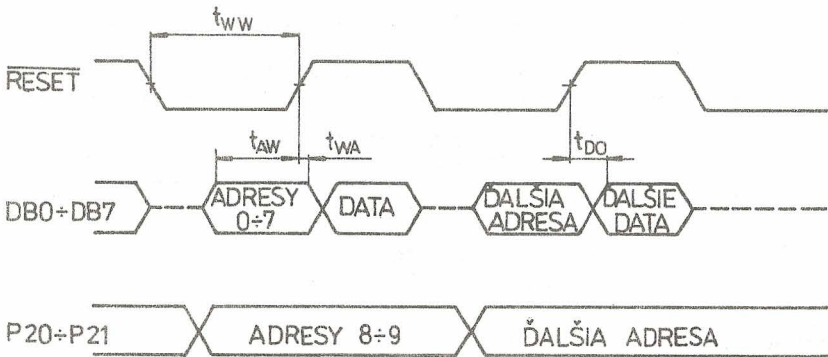 tWW
RESET
tAW
tWA
tDO
DB0÷DB7
ADRESY
0÷7
DATA
ĎALŠIA
ADRESA
ĎALŠIE
DATA
P20÷P21
ADRESY 8÷9
ĎALŠIA ADRESA